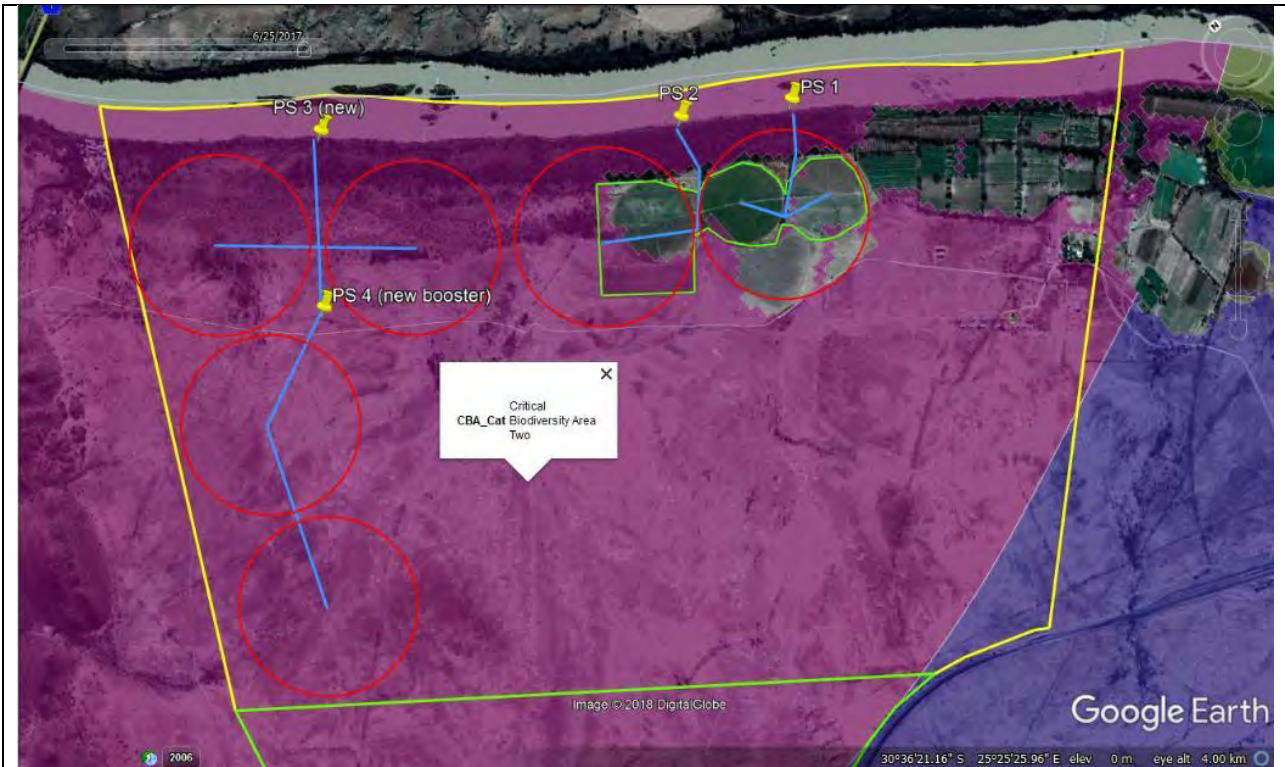 6/25/2017
N
PS 3 (new)
PS 2
PS 1
PS 4 (new booster)
Critical
CBA_Cat Biodiversity Area
Two
Image © 2018 DigitalGlobe
Google Earth
2006
30°36'21.16" S 25°25'25.96" E elev 0 m eye alt 4.00 km